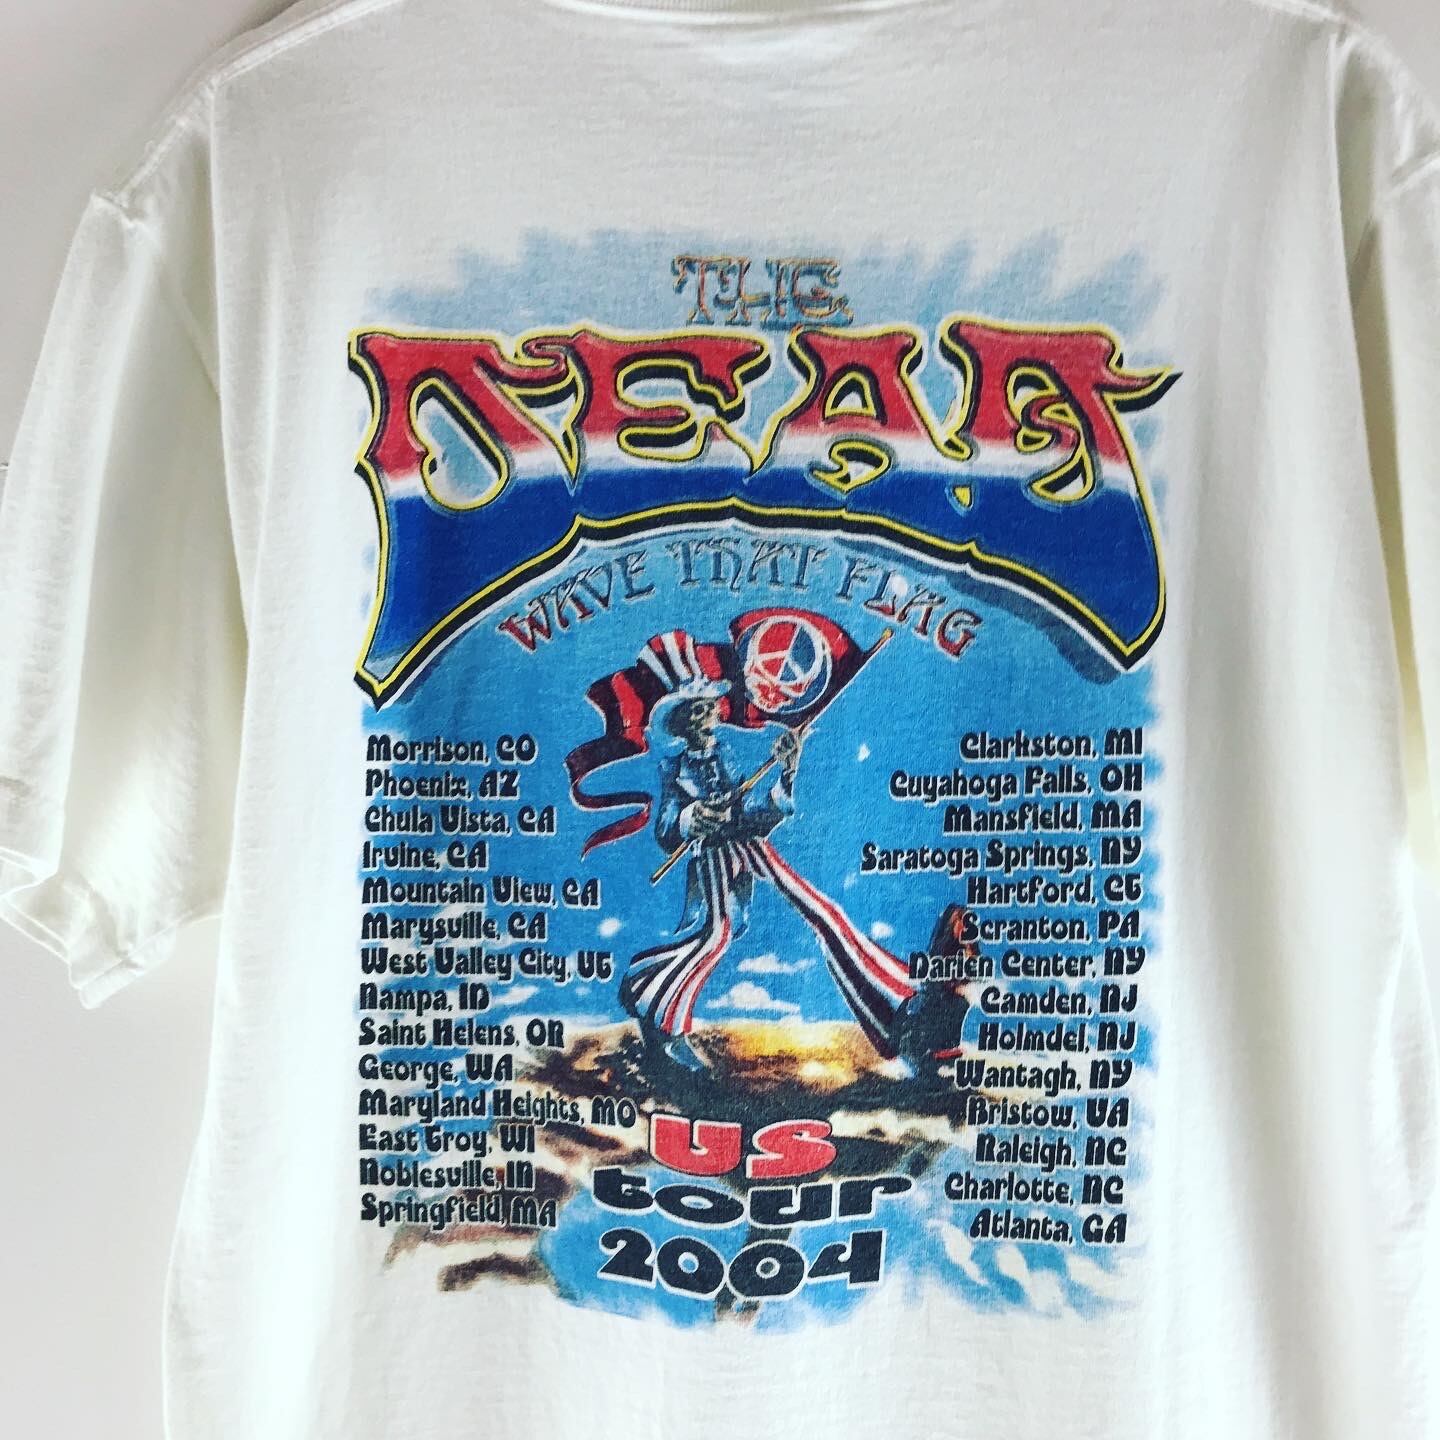 THE
DEAD
WAVE THAT FLAG
Morrison, CO
Phoenix, AZ
Chula Vista, CA
Irvine, CA
Mountain View, CA
Marysville, CA
West Valley City, UT
Nampa, ID
Saint Helens, OR
George, WA
Maryland Heights, MO
East Troy, WI
Noblesville, IN
Springfield, MA
Clarkston, MI
Cuyahoga Falls, OH
Mansfield, MA
Saratoga Springs, NY
Hartford, CT
Scranton, PA
Darien Center, NY
Camden, NJ
Holmdel, NJ
Wantagh, NY
Bristow, VA
Raleigh, NC
Charlotte, NC
Atlanta, GA
US
tour
2004